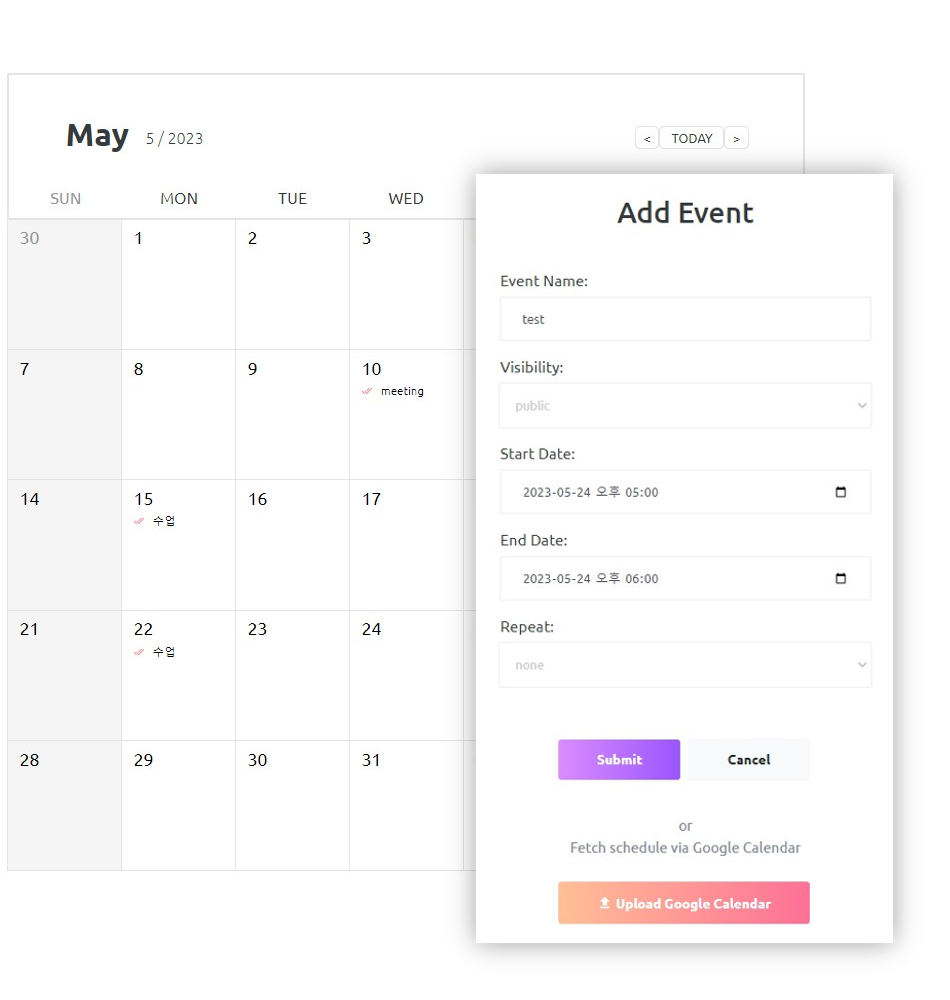 May 5 / 2023
< TODAY >
SUN MON TUE WED
30 1 2 3
7 8 9 10
meeting
14 15 16 17
수업
21 22 23 24
수업
28 29 30 31
Add Event
Event Name:
test
Visibility:
public
Start Date:
2023-05-24 오후 05:00
End Date:
2023-05-24 오후 06:00
Repeat:
none
Submit Cancel
or
Fetch schedule via Google Calendar
Upload Google Calendar